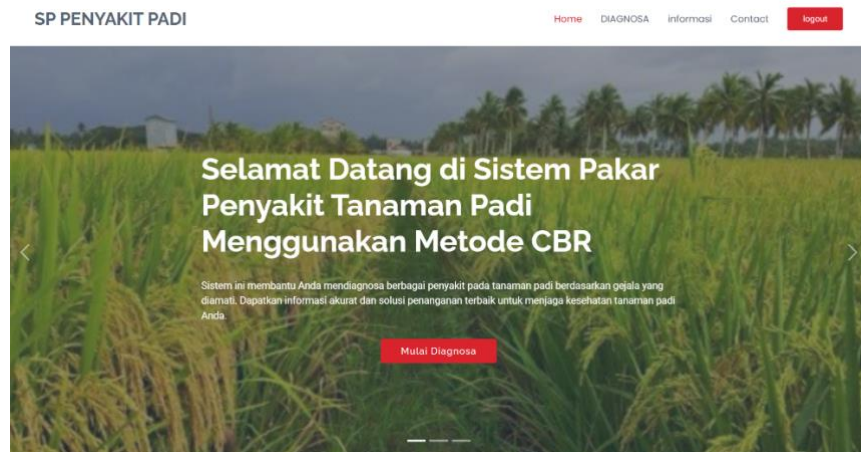 SP PENYAKIT PADI
Home DIAGNOSA informasi Contact logout
Selamat Datang di Sistem Pakar
Penyakit Tanaman Padi
Menggunakan Metode CBR
Sistem ini membantu Anda mendiagnosa berbagai penyakit pada tanaman padi berdasarkan gejala yang
diamati. Dapatkan informasi akurat dan solusi penanganan terbaik untuk menjaga kesehatan tanaman padi
Anda.
Mulai Diagnosa